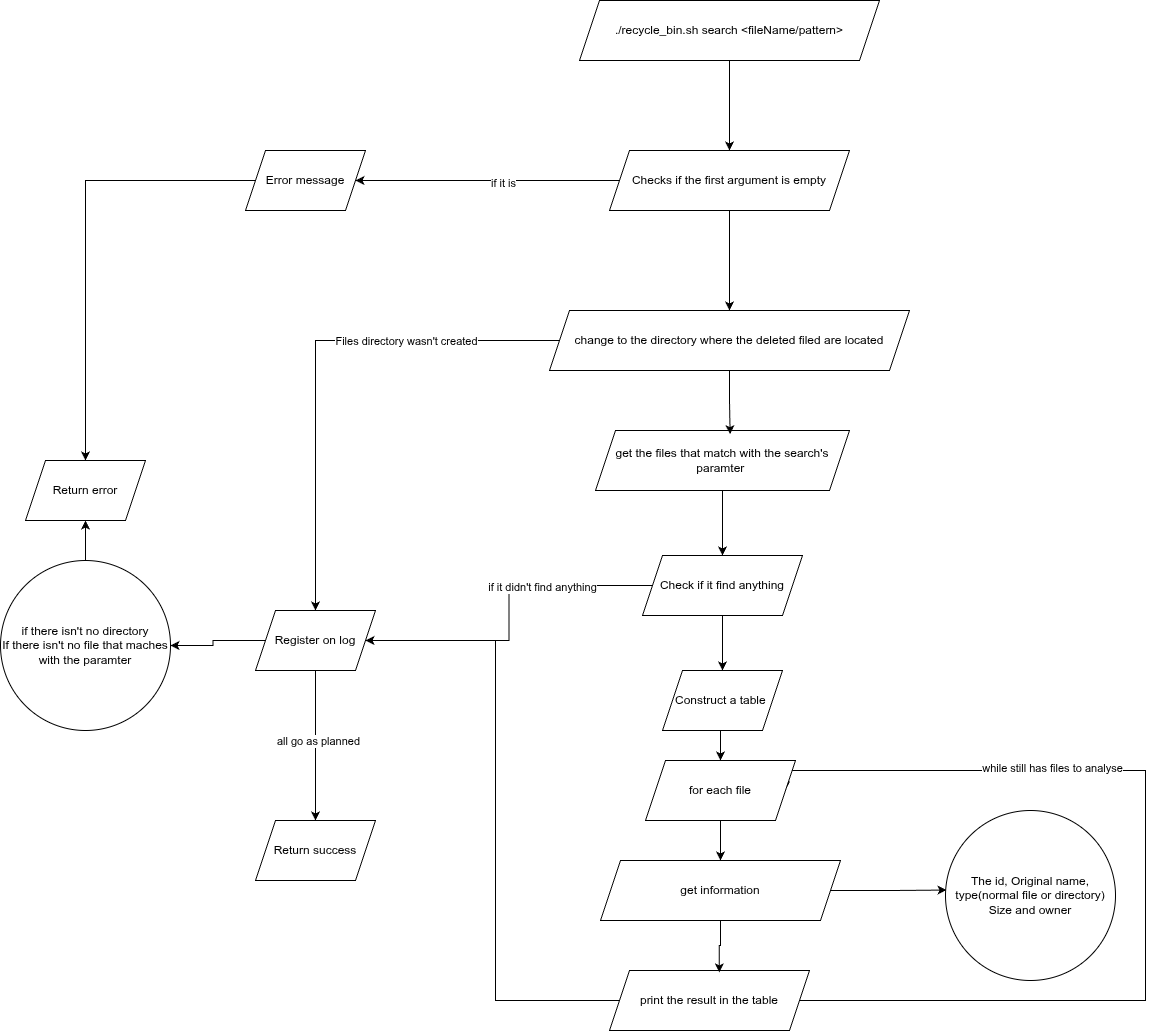 ./recycle_bin.sh search <fileName/pattern>
Error message
if it is
Checks if the first argument is empty
Files directory wasn't created
change to the directory where the deleted filed are located
get the files that match with the search's
paramter
Return error
if it didn't find anything
Check if it find anything
if there isn't no directory
If there isn't no file that maches
with the paramter
Register on log
Construct a table
all go as planned
while still has files to analyse
for each file
Return success
get information
The id, Original name,
type(normal file or directory)
Size and owner
print the result in the table